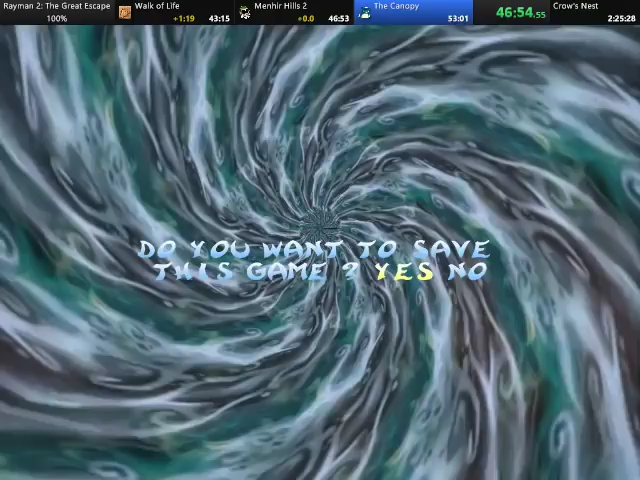 Rayman 2: The Great Escape
100%
Walk of Life
+1:19 43:15
Menhir Hills 2
+0.0 46:53
The Canopy
53:01
46:54.55
Crow's Nest
2:25:28
DO YOU WANT TO SAVE
THIS GAME ? YES NO